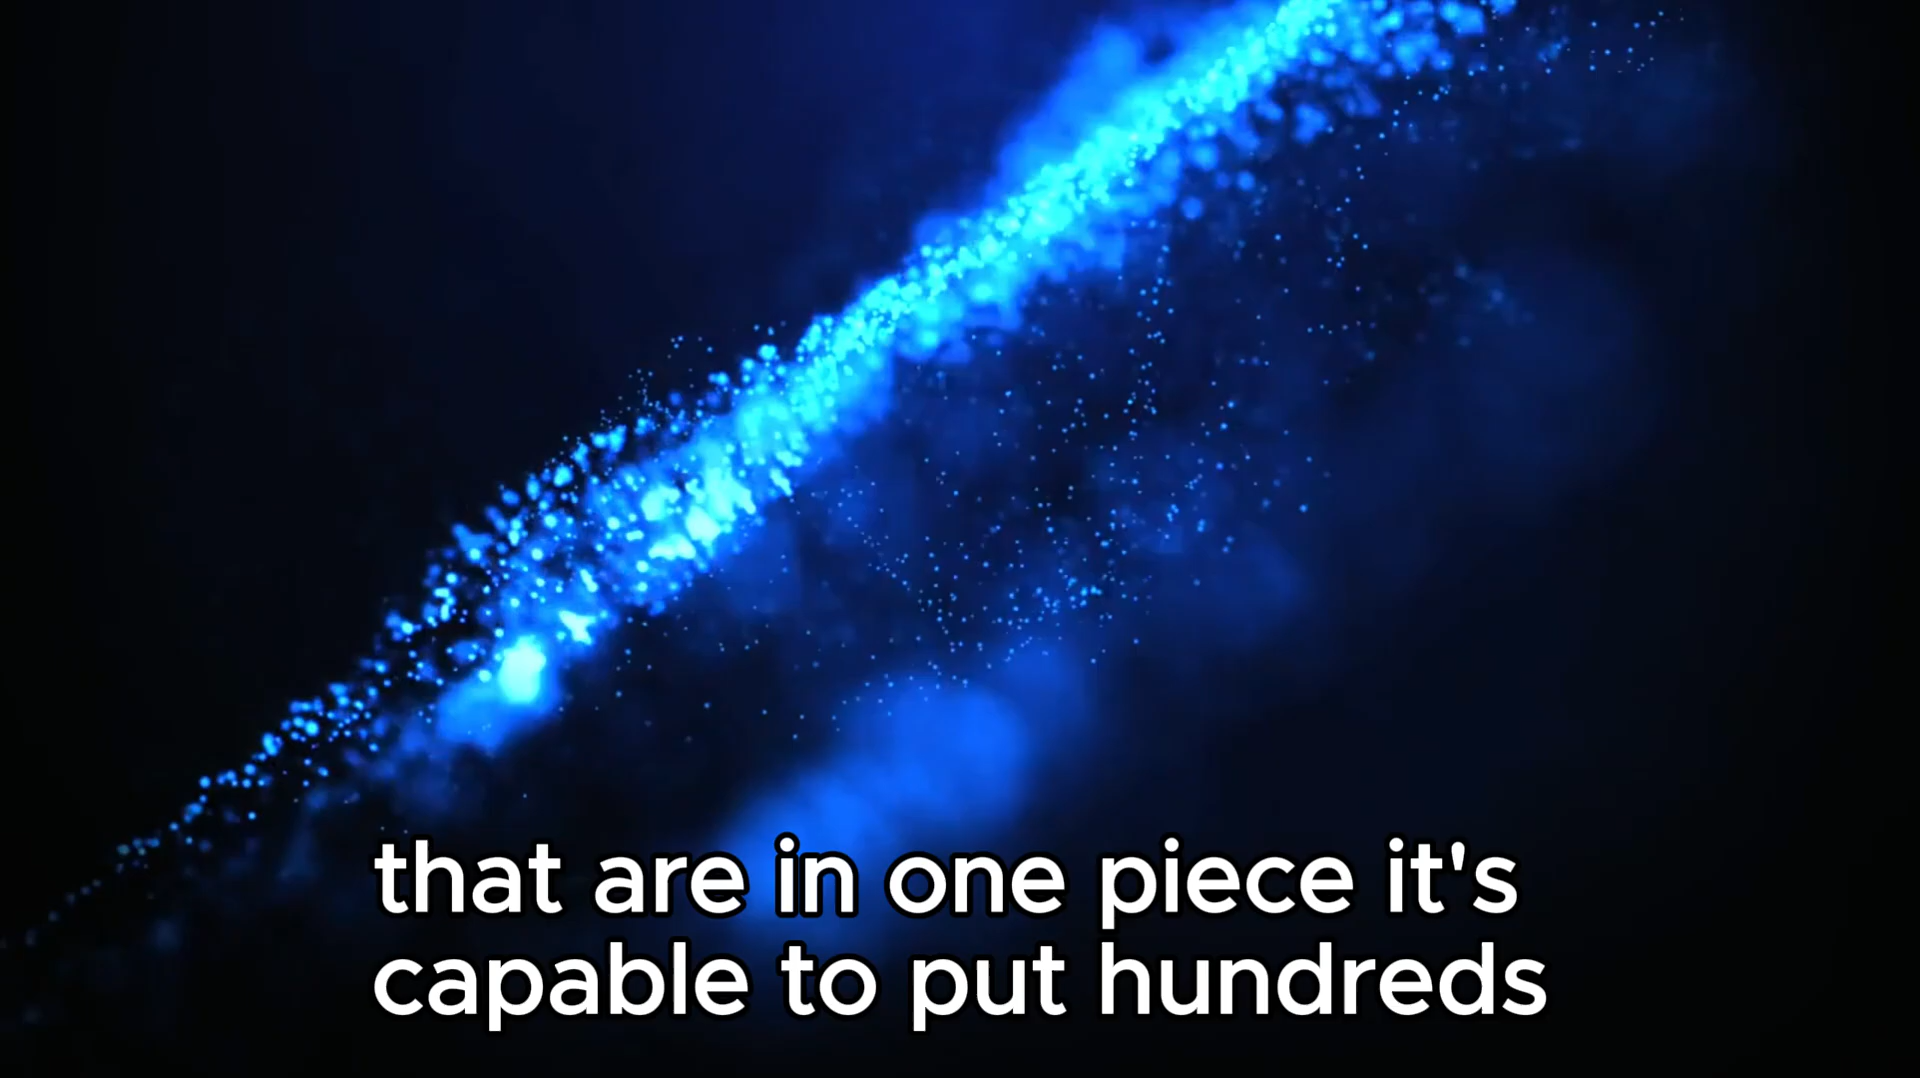 that are in one piece it's
capable to put hundreds